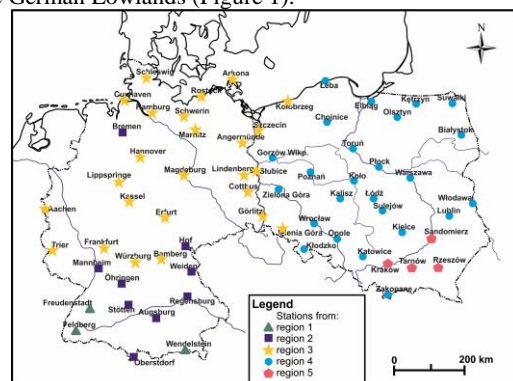 German Lowlands (Figure 1).
N
Schleswig
Arkona
Rostock
Cuxhaven
Hamburg
Schwerin
Marnitz
Bremen
Angermünde
Hannover
Magdeburg
Lindenberg
Lippspringe
Cottbus
Kassel
Görlitz
Aachen
Erfurt
Trier
Frankfurt
Hof
Würzburg
Bamberg
Mannheim
Weiden
Öhringen
Freudenstadt
Stötten
Regensburg
Augsburg
Feldberg
Wendelstein
Oberstdorf
Łeba
Kołobrzeg
Elbląg
Kętrzyn
Suwałki
Chojnice
Olsztyn
Szczecin
Białystok
Toruń
Gorzów Wlkp.
Płock
Słubice
Poznań
Koło
Warszawa
Zielona Góra
Kalisz
Łódź
Włodawa
Sulejów
Lublin
Wrocław
Jelenia Góra
Opole
Kielce
Sandomierz
Kłodzko
Katowice
Kraków
Tarnów
Rzeszów
Zakopane
Legend
Stations from:
region 1
region 2
region 3
region 4
region 5
0 200 km